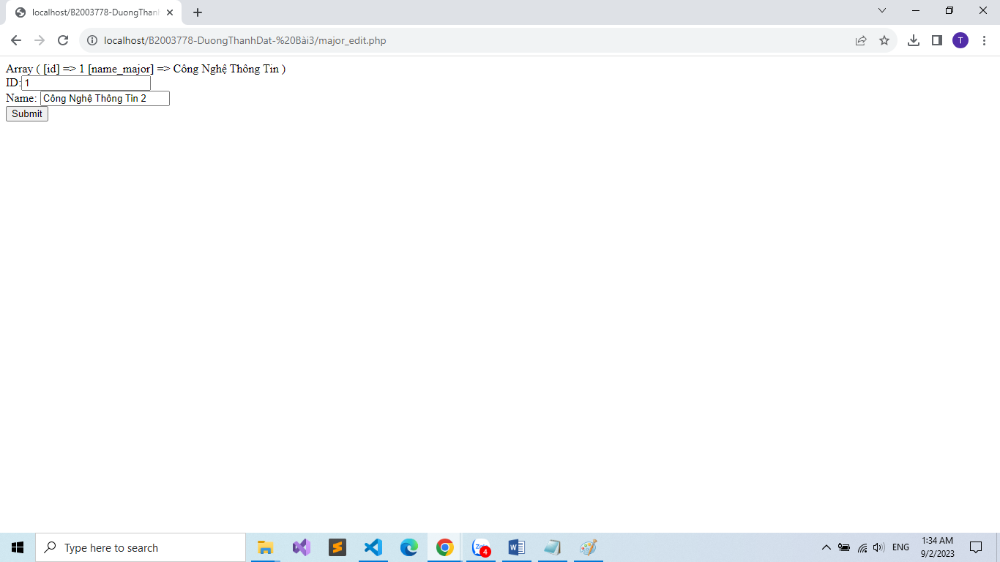 localhost/B2003778-DuongThanh
localhost/B2003778-DuongThanhDat-%20Bài3/major_edit.php
T
Array ( [id] => 1 [name_major] => Công Nghệ Thông Tin )
ID: 1
Name: Công Nghệ Thông Tin 2
Submit
Type here to search
Zalo
4
W
ENG
1:34 AM
9/2/2023